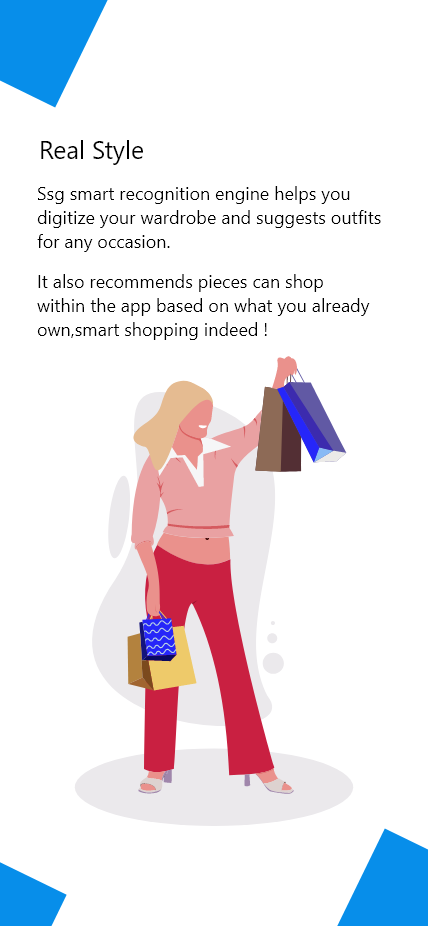 Real Style
Ssg smart recognition engine helps you
digitize your wardrobe and suggests outfits
for any occasion.
It also recommends pieces can shop
within the app based on what you already
own,smart shopping indeed !